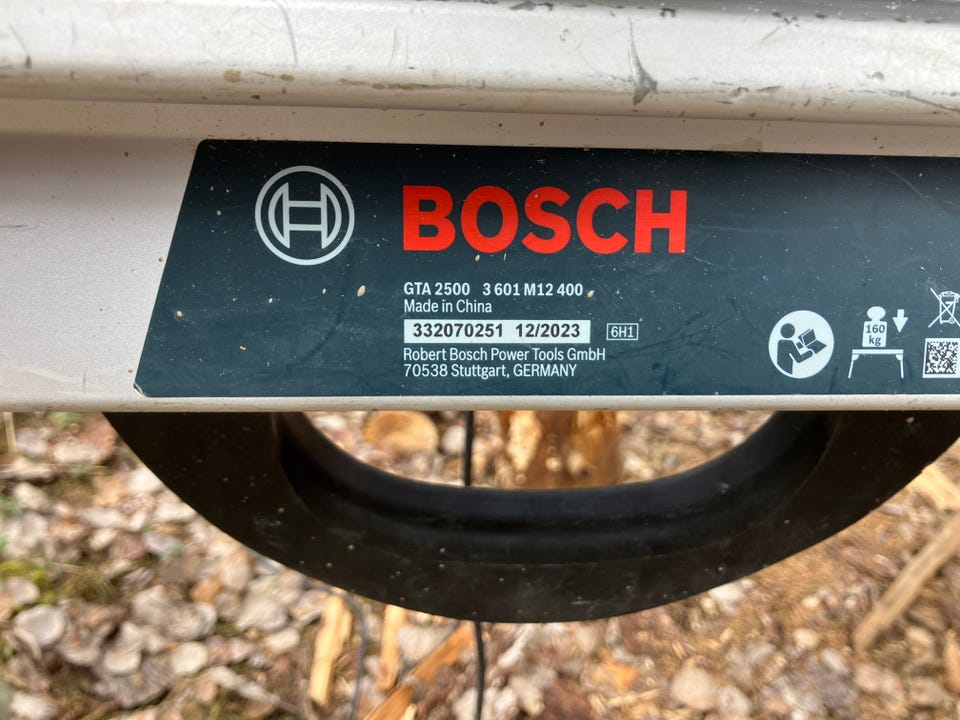 BOSCH
GTA 2500 3 601 M12 400
Made in China
332070251 12/2023 6H1
Robert Bosch Power Tools GmbH
70538 Stuttgart, GERMANY
160
kg